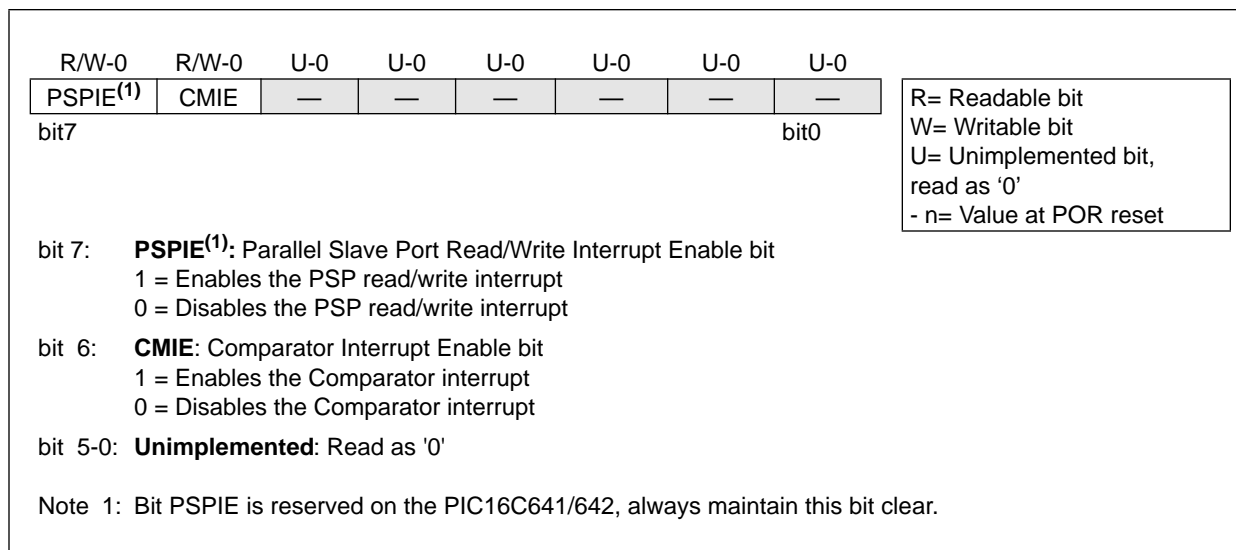 R/W-0 R/W-0 U-0 U-0 U-0 U-0 U-0 U-0
PSPIE(1) CMIE — — — — — —
bit7 bit0
R= Readable bit
W= Writable bit
U= Unimplemented bit,
read as ‘0’
- n= Value at POR reset
bit 7: PSPIE(1): Parallel Slave Port Read/Write Interrupt Enable bit
1 = Enables the PSP read/write interrupt
0 = Disables the PSP read/write interrupt
bit 6: CMIE: Comparator Interrupt Enable bit
1 = Enables the Comparator interrupt
0 = Disables the Comparator interrupt
bit 5-0: Unimplemented: Read as '0'
Note 1: Bit PSPIE is reserved on the PIC16C641/642, always maintain this bit clear.